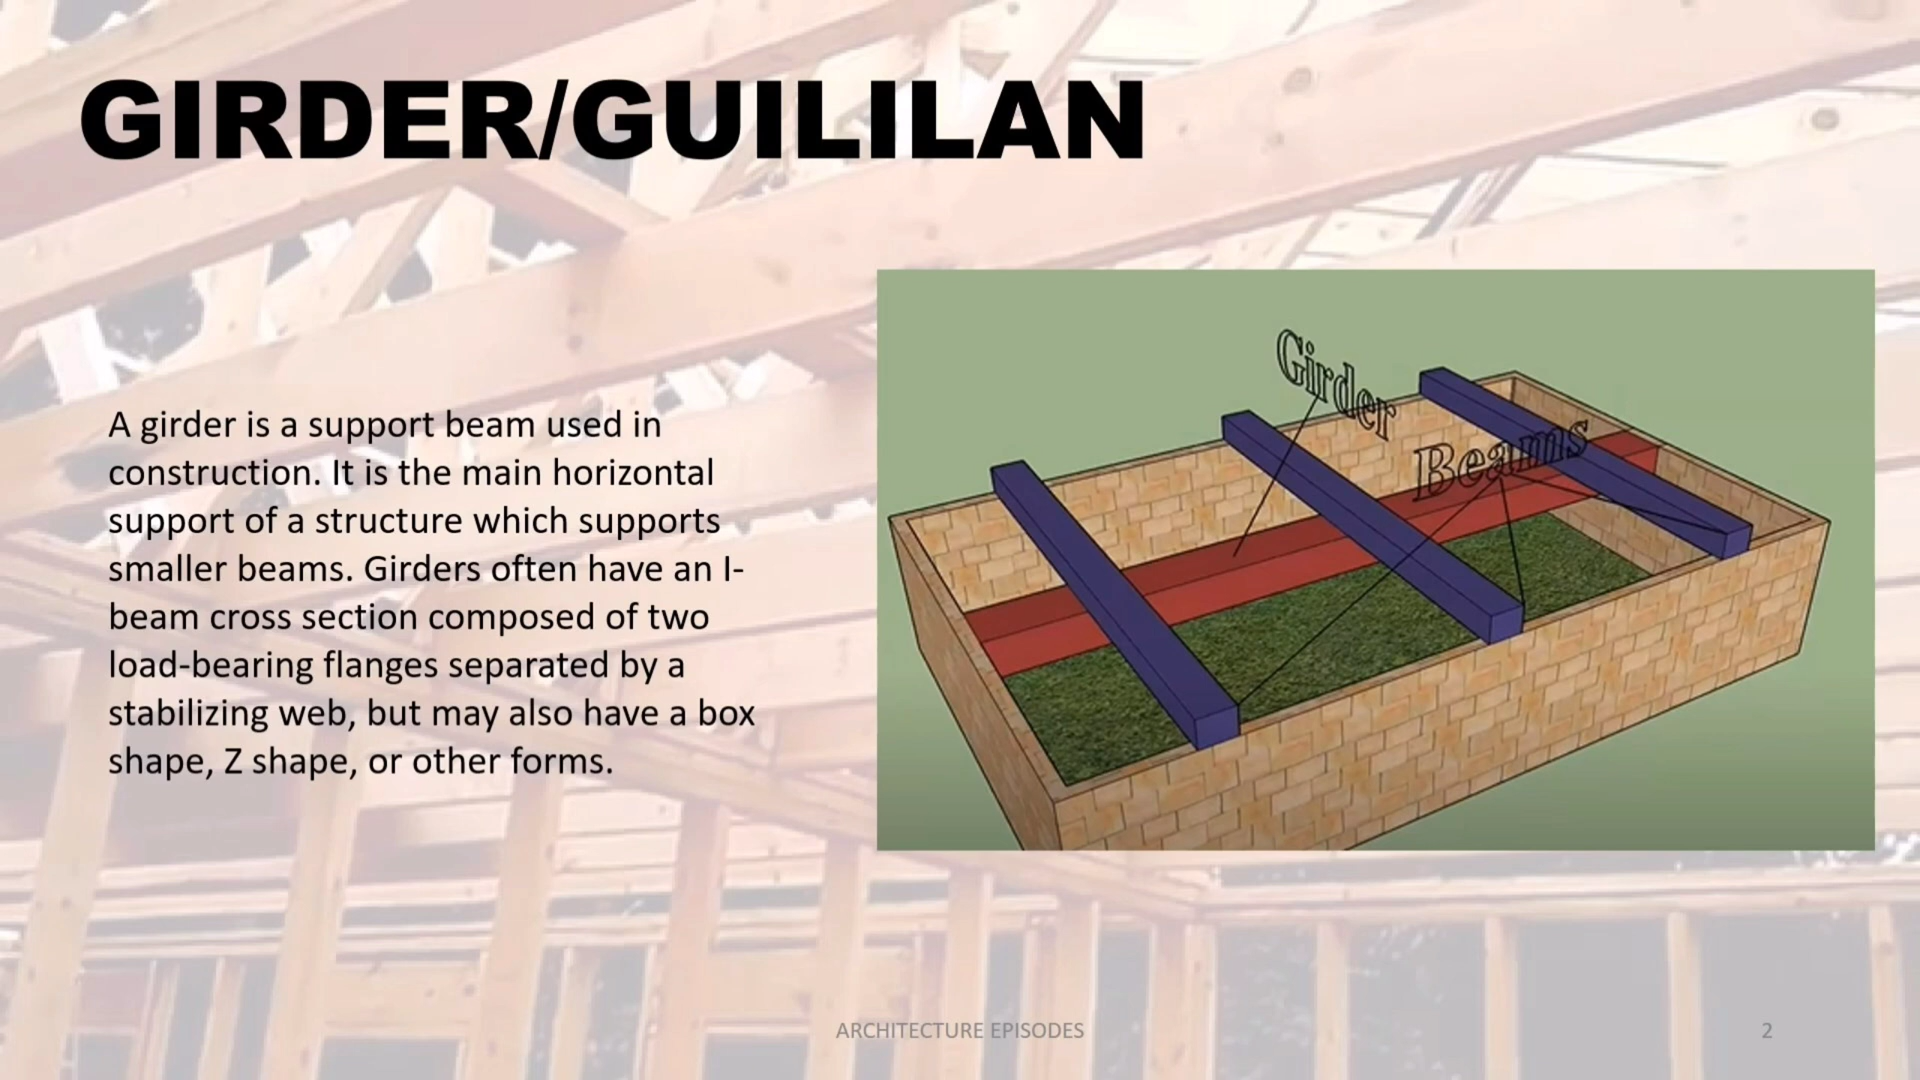 GIRDER/GUILILAN
A girder is a support beam used in
construction. It is the main horizontal
support of a structure which supports
smaller beams. Girders often have an I-
beam cross section composed of two
load-bearing flanges separated by a
stabilizing web, but may also have a box
shape, Z shape, or other forms.
Girder
Beams
ARCHITECTURE EPISODES
2